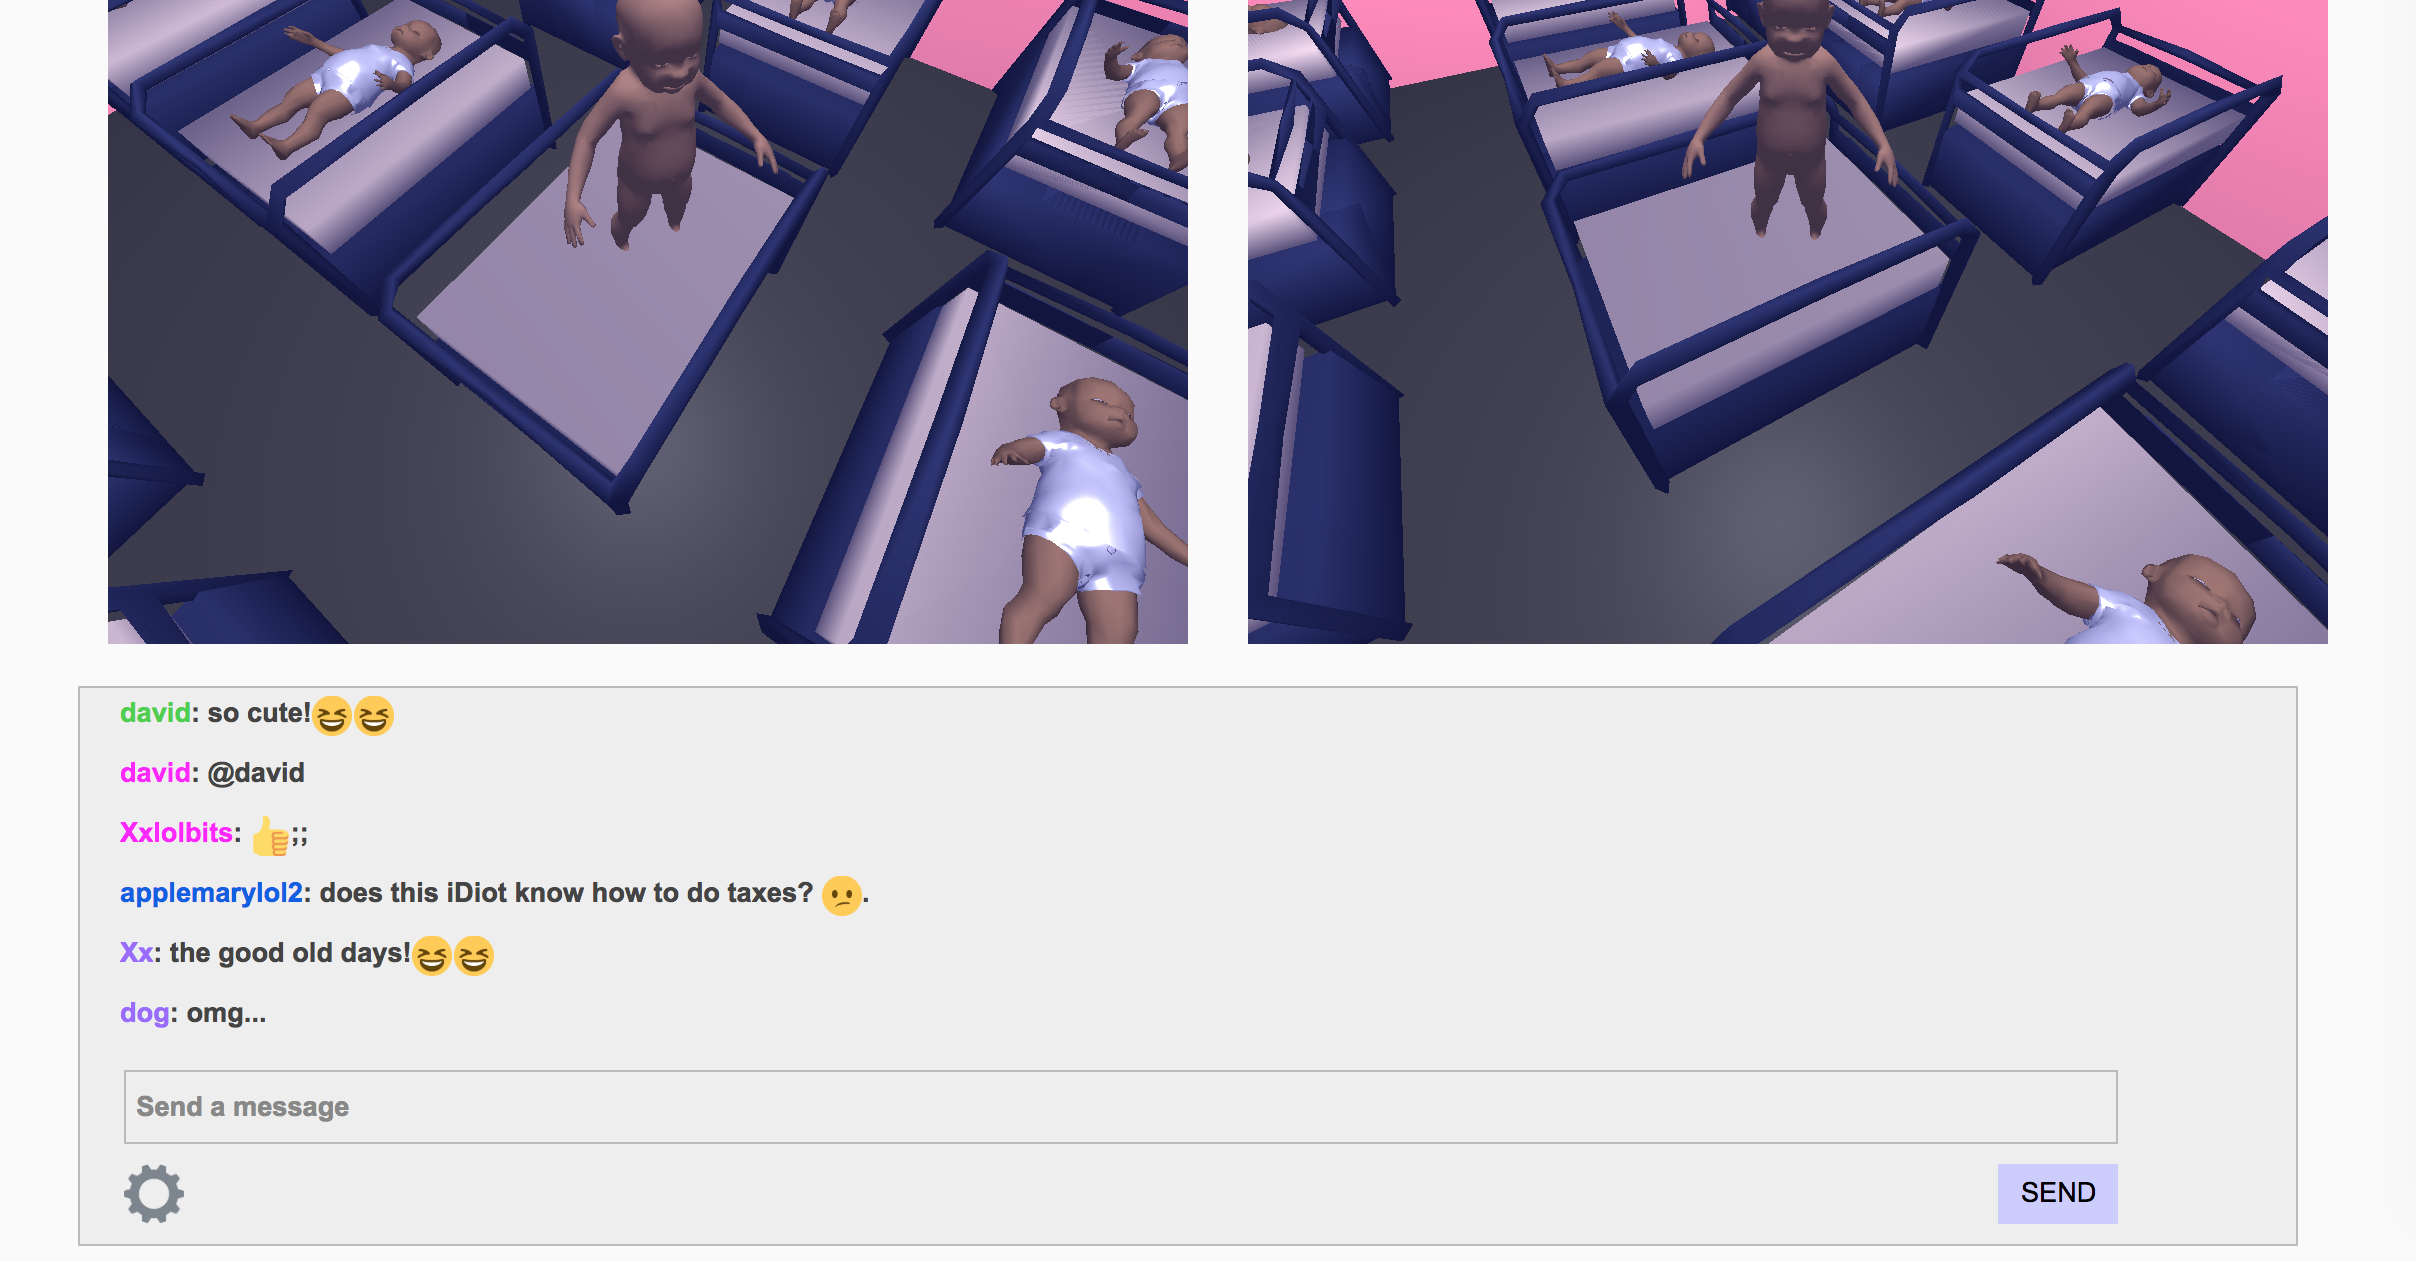 david: so cute!😆😆
david: @david
Xxlolbits: 👍;;
applemarylol2: does this iDiot know how to do taxes? 😕.
Xx: the good old days!😆😆
dog: omg...
Send a message
SEND